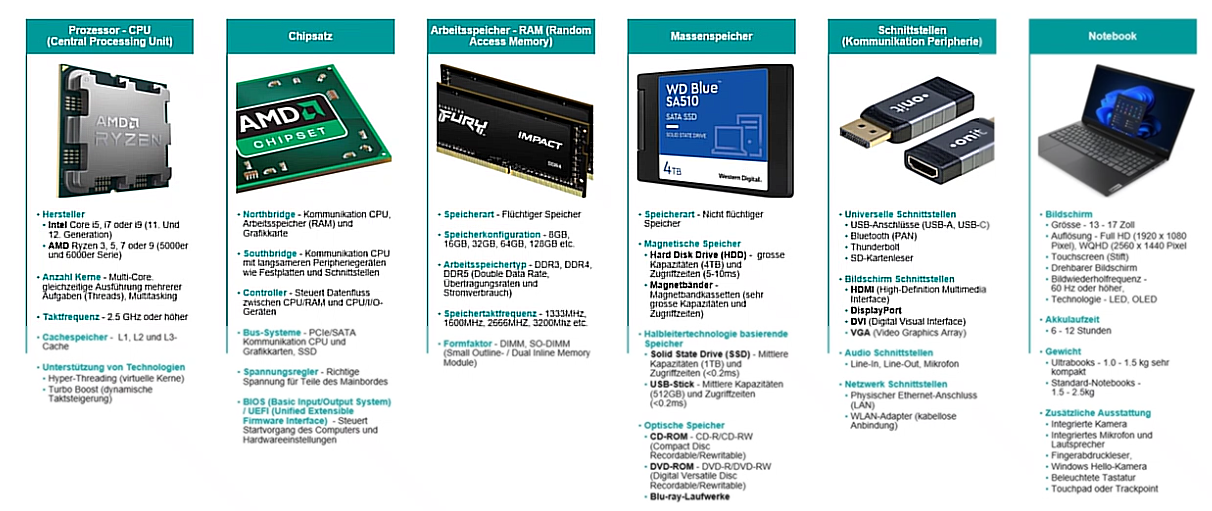 Prozessor - CPU
(Central Processing Unit)
AMD
RYZEN
• Hersteller
• Intel Core i5, i7 oder i9 (11. Und
12. Generation)
• AMD Ryzen 3, 5, 7 oder 9 (5000er
und 6000er Serie)
• Anzahl Kerne - Multi-Core.
gleichzeitige Ausführung mehrerer
Aufgaben (Threads), Multitasking
• Taktfrequenz - 2.5 GHz oder höher
• Cachespeicher - L1, L2 und L3-
Cache
• Unterstützung von Technologien
• Hyper-Threading (virtuelle Kerne)
• Turbo Boost (dynamische
Taktsteigerung)
Chipsatz
AMD
CHIPSET
• Northbridge - Kommunikation CPU,
Arbeitsspeicher (RAM) und
Grafikkarte
• Southbridge - Kommunikation CPU
mit langsameren Peripheriegeräten
wie Festplatten und Schnittstellen
• Controller - Steuert Datenfluss
zwischen CPU/RAM und CPU/I/O-
Geräten
• Bus-Systeme - PCIe/SATA
Kommunikation CPU und
Grafikkarten, SSD
• Spannungsregler - Richtige
Spannung für Teile des Mainbordes
• BIOS (Basic Input/Output System)
/ UEFI (Unified Extensible
Firmware Interface) - Steuert
Startvorgang des Computers und
Hardwareeinstellungen
Arbeitsspeicher - RAM (Random
Access Memory)
FURY
IMPACT
DDR4
• Speicherart - Flüchtiger Speicher
• Speicherkonfiguration - 8GB,
16GB, 32GB, 64GB, 128GB etc.
• Arbeitsspeichertyp - DDR3, DDR4,
DDR5 (Double Data Rate,
Übertragungsraten und
Stromverbrauch)
• Speichertaktfrequenz - 1333MHz,
1600MHz, 2666MHZ, 3200Mhz etc.
• Formfaktor - DIMM, SO-DIMM
(Small Outline- / Dual Inline Memory
Module)
Massenspeicher
WD Blue™
SA510
SATA SSD
SOLID STATE DRIVE
4TB
Western Digital.
• Speicherart - Nicht flüchtiger
Speicher
• Magnetische Speicher
• Hard Disk Drive (HDD) - grosse
Kapazitäten (4TB) und
Zugriffzeiten (5-10ms)
• Magnetbänder -
Magnetbandkassetten (sehr
grosse Kapazitäten und
Zugriffzeiten)
• Halbleitertechnologie basierende
Speicher
• Solid State Drive (SSD) - Mittlere
Kapazitäten (1TB) und
Zugriffzeiten (<0.2ms)
• USB-Stick - Mittlere Kapazitäten
(512GB) und Zugriffzeiten
(<0.2ms)
• Optische Speicher
• CD-ROM - CD-R/CD-RW
(Compact Disc
Recordable/Rewritable)
• DVD-ROM - DVD-R/DVD-RW
(Digital Versatile Disc
Recordable/Rewritable)
• Blu-ray-Laufwerke
Schnittstellen
(Kommunikation Peripherie)
•onit
•onit
• Universelle Schnittstellen
• USB-Anschlüsse (USB-A, USB-C)
• Bluetooth (PAN)
• Thunderbolt
• SD-Kartenleser
• Bildschirm Schnittstellen
• HDMI (High-Definition Multimedia
Interface)
• DisplayPort
• DVI (Digital Visual Interface)
• VGA (Video Graphics Array)
• Audio Schnittstellen
• Line-In, Line-Out, Mikrofon
• Netzwerk Schnittstellen
• Physischer Ethernet-Anschluss
(LAN)
• WLAN-Adapter (kabellose
Anbindung)
Notebook
• Bildschirm
• Grösse - 13 - 17 Zoll
• Auflösung - Full HD (1920 x 1080
Pixel), WQHD (2560 x 1440 Pixel
• Touchscreen (Stift)
• Drehbarer Bildschirm
• Bildwiederholfrequenz -
60 Hz oder höher,
• Technologie - LED, OLED
• Akkulaufzeit
• 6 - 12 Stunden
• Gewicht
• Ultrabooks - 1.0 - 1.5 kg sehr
kompakt
• Standard-Notebooks -
1.5 - 2.5kg
• Zusätzliche Ausstattung
• Integrierte Kamera
• Integriertes Mikrofon und
Lautsprecher
• Fingerabdruckleser,
• Windows Hello-Kamera
• Beleuchtete Tastatur
• Touchpad oder Trackpoint